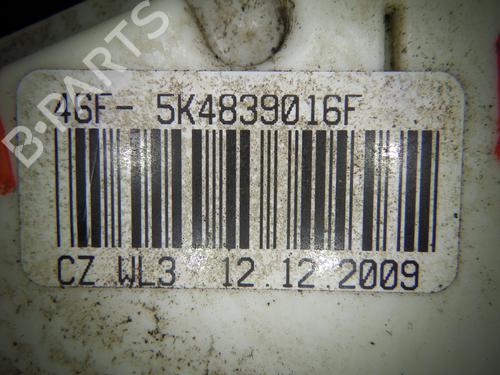 4GF- 5K4839016F
CZ WL3 12.12.2009
B-PARTS